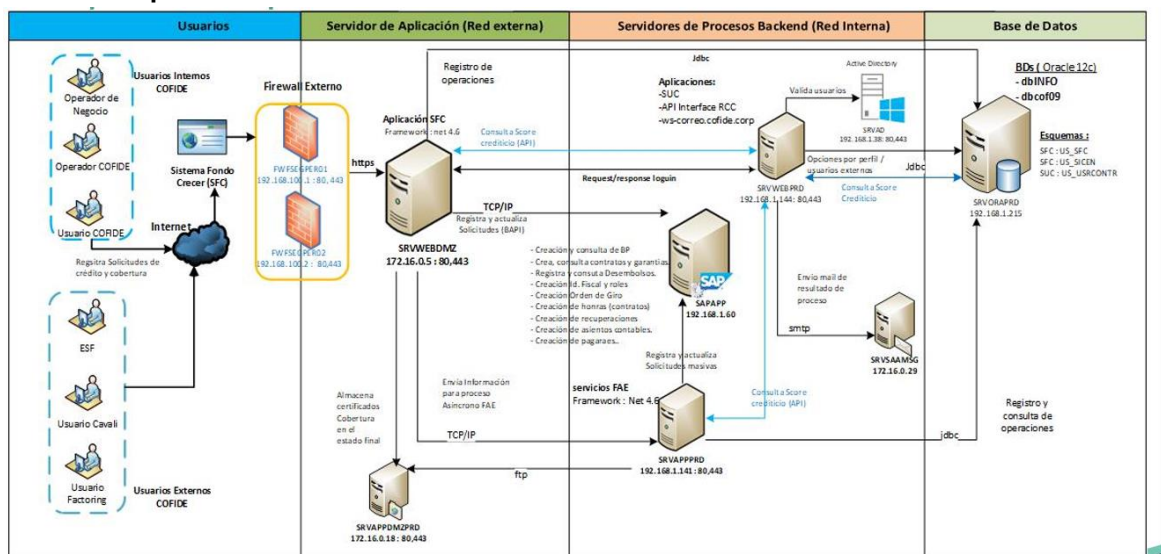 Usuarios
Servidor de Aplicación (Red externa)
Servidores de Procesos Backend (Red Interna)
Base de Datos
Usuarios Internos
COFIDE
Operador de
Negocio
Operador COFIDE
Usuario COFIDE
Registra Solicitudes de
crédito y cobertura
ESF
Usuario Cavali
Usuario
Factoring
Usuarios Externos
COFIDE
Sistema Fondo
Crecer (SFC)
Internet
Firewall Externo
FWFSEGPER01
192.168.100.1 : 80, 443
FWFSEGPER02
192.168.100.2 : 80,443
https
Registro de
operaciones
Aplicación SFC
Framework : net 4.6
SRVWEBDMZ
172.16.0.5 : 80,443
Consulta Score
crediticio (API)
Request/response loguin
TCP/IP
Registra y actualiza
Solicitudes (BAPI)
Almacena
certificados
Cobertura
en el
estado final
Envía Información
para proceso
Asíncrono FAE
TCP/IP
ftp
SRVAPPDMZPRD
172.16.0.18 : 80,443
Jdbc
Aplicaciones:
-SUC
-API Interface RCC
-ws-correo.cofide.corp
Active Directory
Valida usuarios
SRVAD
192.168.1.38: 80,443
Opciones por perfil /
usuarios externos
SRVWEBPRD
192.168.1.144: 80,443
Jdbc
Consulta Score
Crediticio
- Creación y consulta de BP
- Crea, consulta contratos y garantías.
- Registra y consuta Desembolsos.
- Creación Id. Fiscal y roles
- Creación Orden de Giro
- Creación de honras (contratos)
- Creación de recuperaciones
- Creación de asientos contables.
- Creación de pagaraes..
SAP
SAPAPP
192.168.1.60
Envío mail de
resultado de
proceso
smtp
SRVSAAMSG
172.16.0.29
Registra y actualiza
Solicitudes masivas
servicios FAE
Framework : Net 4.6
Consulta Score
crediticio (API)
SRVAPPPRD
192.168.1.141 : 80,443
jdbc
BDs ( Oracle 12c)
- dbINFO
- dbcof09
Esquemas :
SFC : US_SFC
SFC : US_SICEN
SUC : US_USRCONTR
SRVORAPRD
192.168.1.215
Registro y
consulta de
operaciones